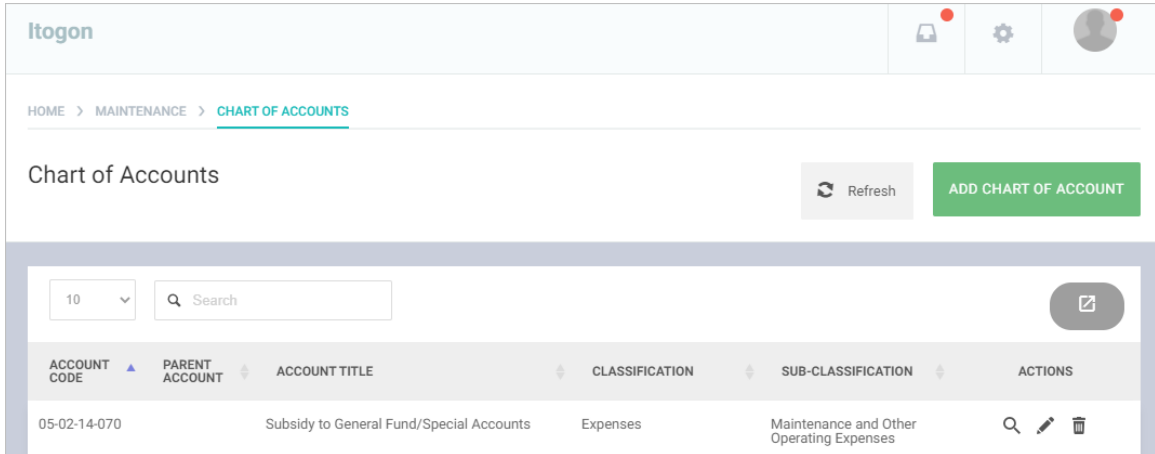 Itogon
HOME > MAINTENANCE > CHART OF ACCOUNTS
Chart of Accounts
Refresh
ADD CHART OF ACCOUNT
10
Search
ACCOUNT CODE
PARENT ACCOUNT
ACCOUNT TITLE
CLASSIFICATION
SUB-CLASSIFICATION
ACTIONS
05-02-14-070
Subsidy to General Fund/Special Accounts
Expenses
Maintenance and Other
Operating Expenses